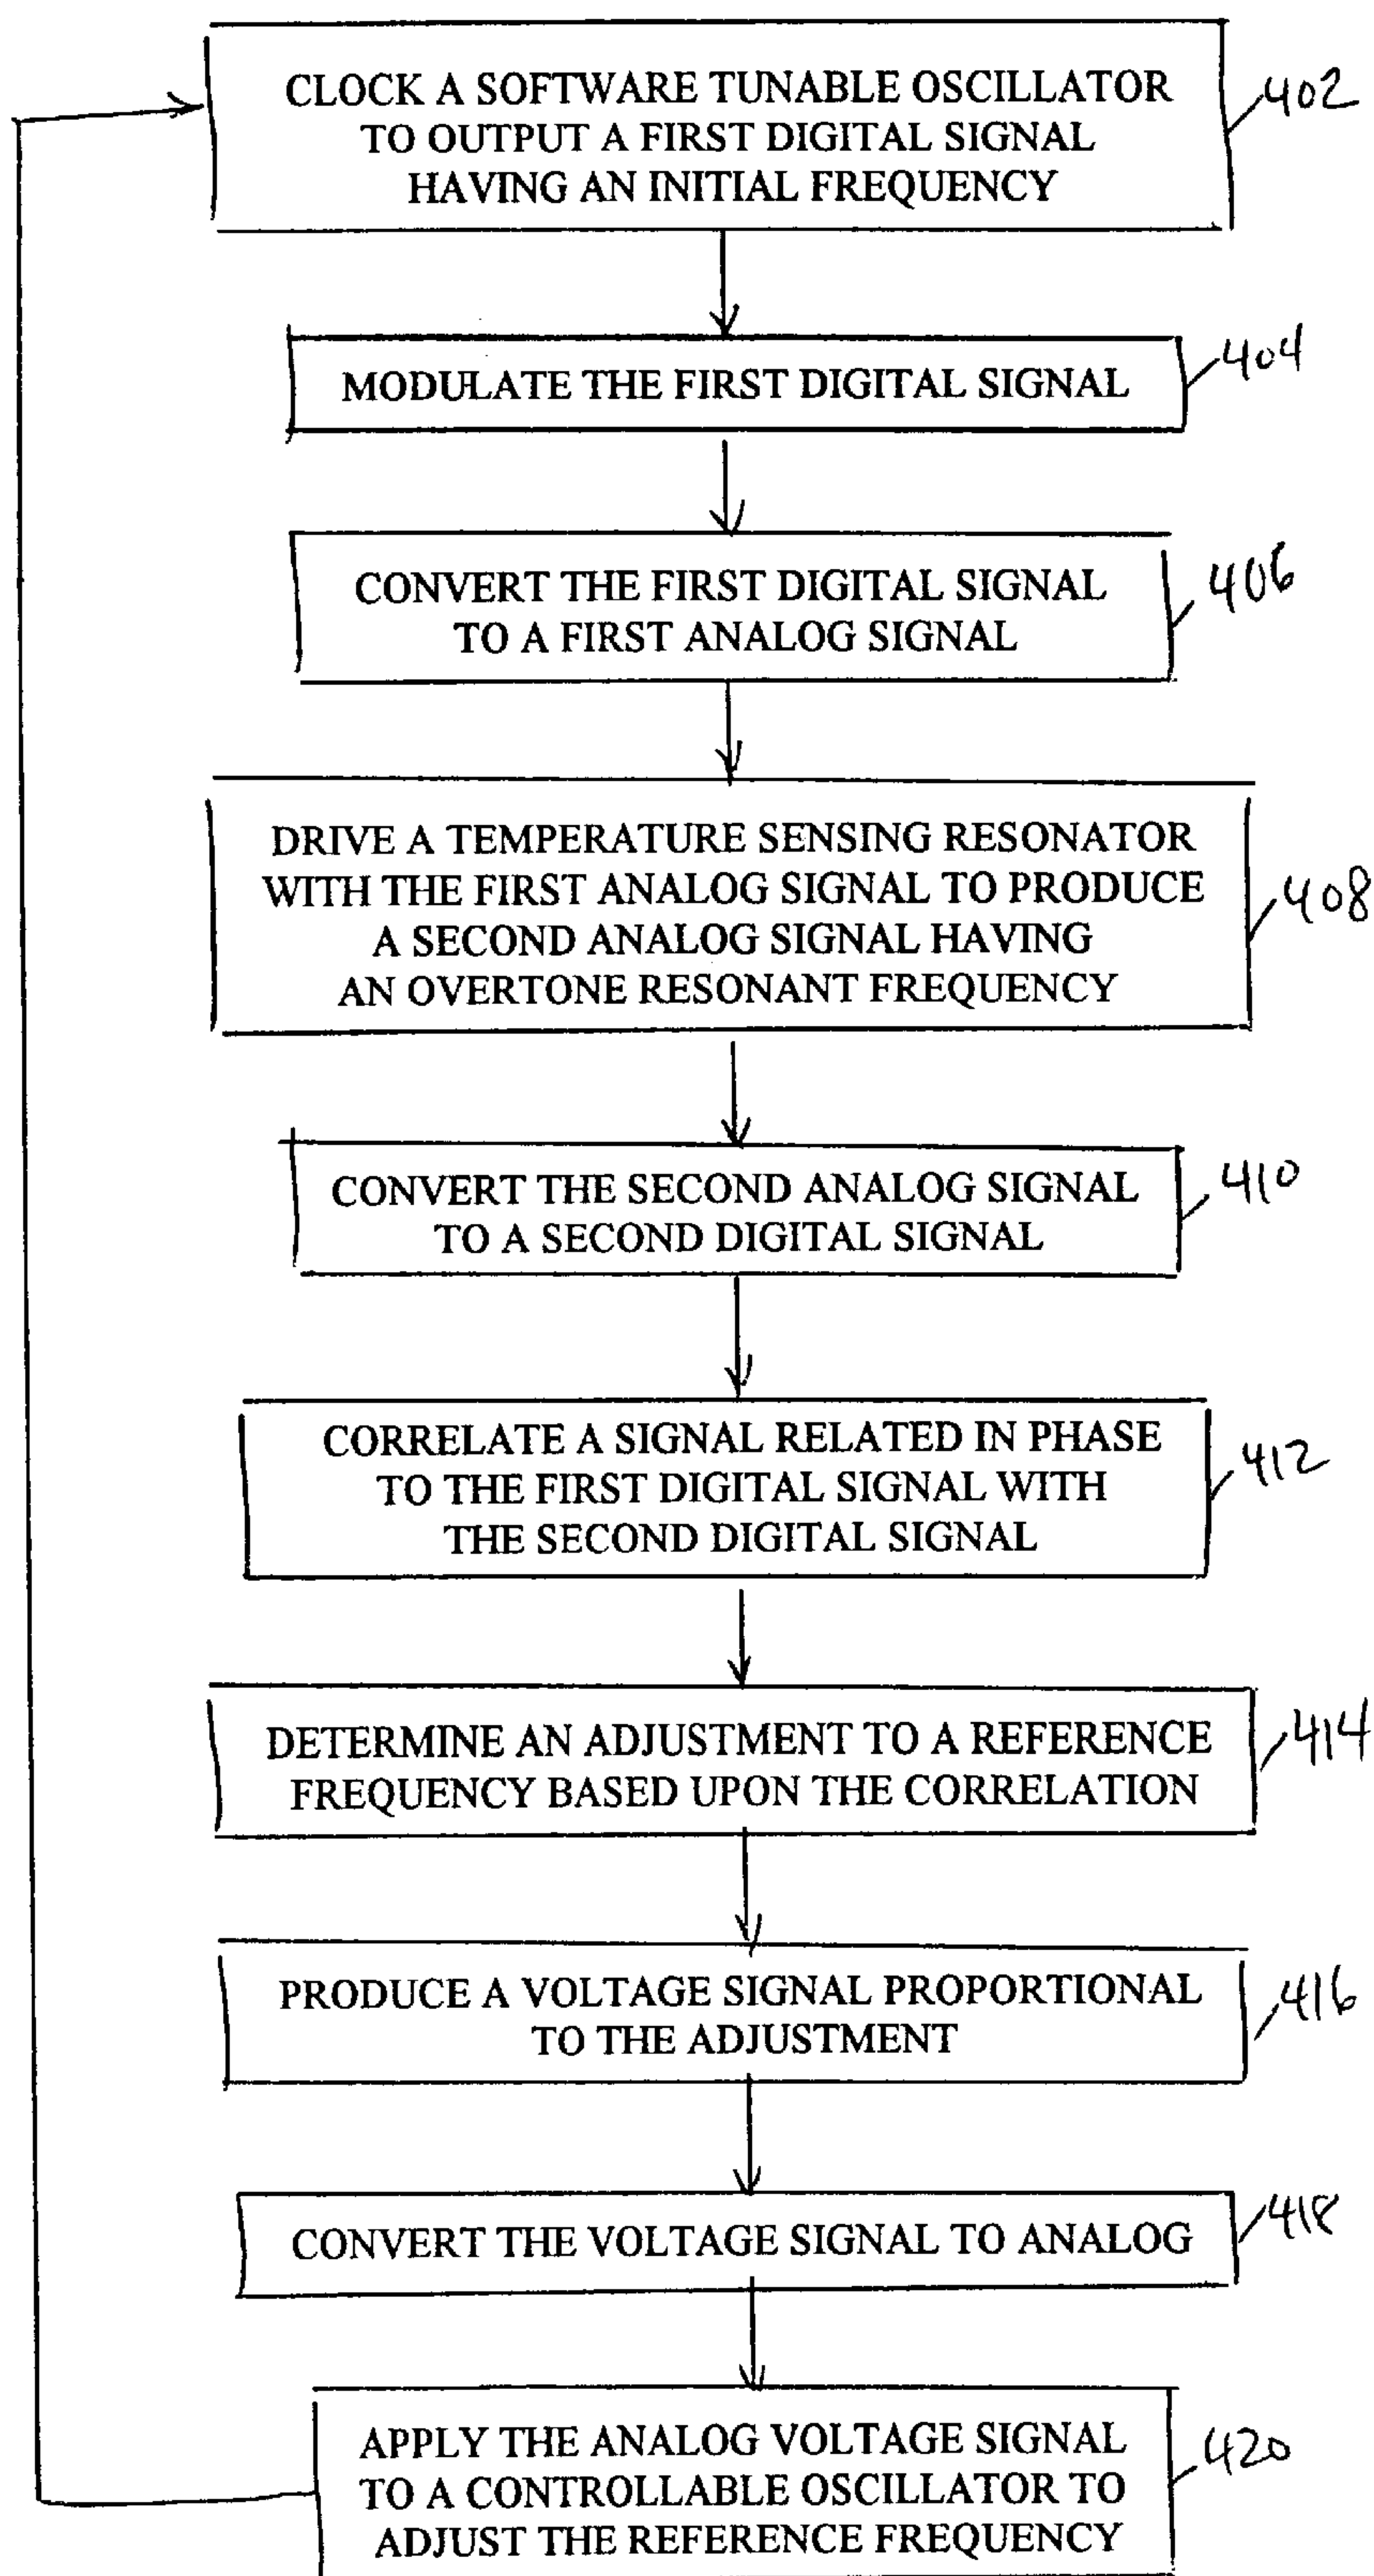 CLOCK A SOFTWARE TUNABLE OSCILLATOR
TO OUTPUT A FIRST DIGITAL SIGNAL
HAVING AN INITIAL FREQUENCY
402
MODULATE THE FIRST DIGITAL SIGNAL
404
CONVERT THE FIRST DIGITAL SIGNAL
TO A FIRST ANALOG SIGNAL
406
DRIVE A TEMPERATURE SENSING RESONATOR
WITH THE FIRST ANALOG SIGNAL TO PRODUCE
A SECOND ANALOG SIGNAL HAVING
AN OVERTONE RESONANT FREQUENCY
408
CONVERT THE SECOND ANALOG SIGNAL
TO A SECOND DIGITAL SIGNAL
410
CORRELATE A SIGNAL RELATED IN PHASE
TO THE FIRST DIGITAL SIGNAL WITH
THE SECOND DIGITAL SIGNAL
412
DETERMINE AN ADJUSTMENT TO A REFERENCE
FREQUENCY BASED UPON THE CORRELATION
414
PRODUCE A VOLTAGE SIGNAL PROPORTIONAL
TO THE ADJUSTMENT
416
CONVERT THE VOLTAGE SIGNAL TO ANALOG
418
APPLY THE ANALOG VOLTAGE SIGNAL
TO A CONTROLLABLE OSCILLATOR TO
ADJUST THE REFERENCE FREQUENCY
420